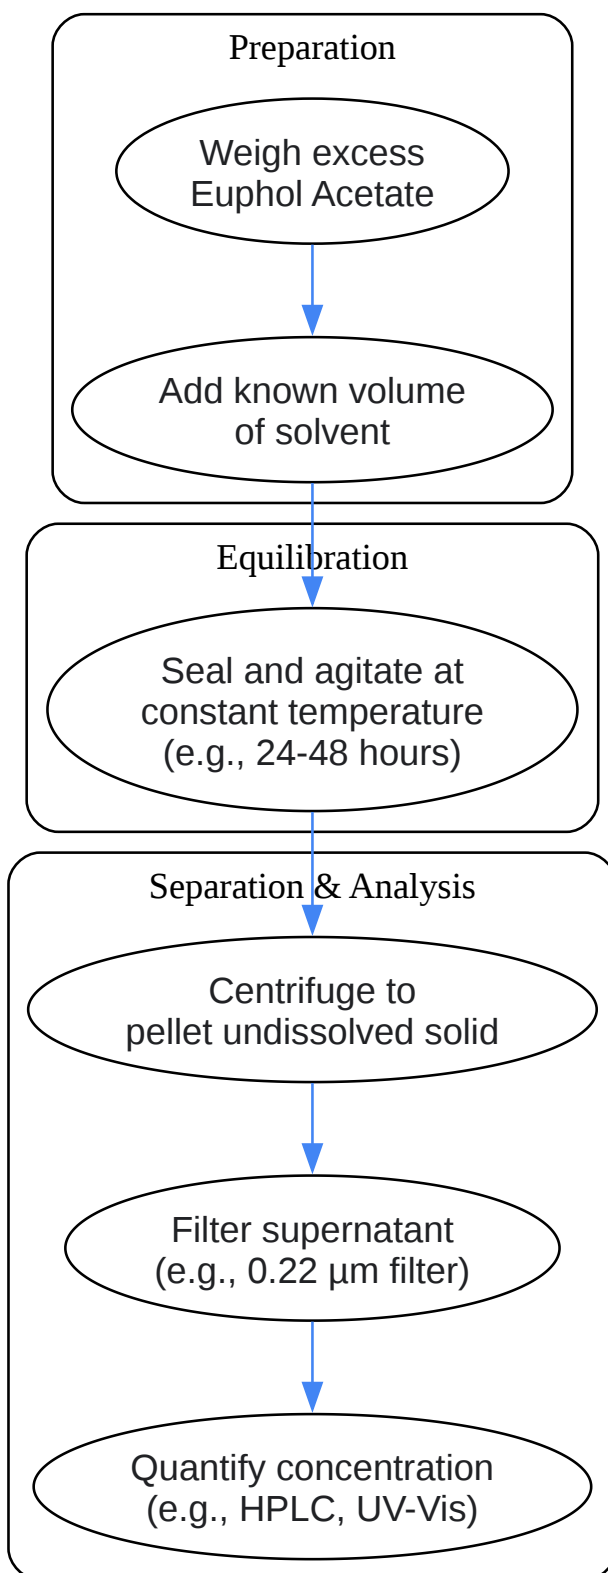 Preparation
Weigh excess
Euphol Acetate
Add known volume
of solvent
Equilibration
Seal and agitate at
constant temperature
(e.g., 24-48 hours)
Separation & Analysis
Centrifuge to
pellet undissolved solid
Filter supernatant
(e.g., 0.22 µm filter)
Quantify concentration
(e.g., HPLC, UV-Vis)